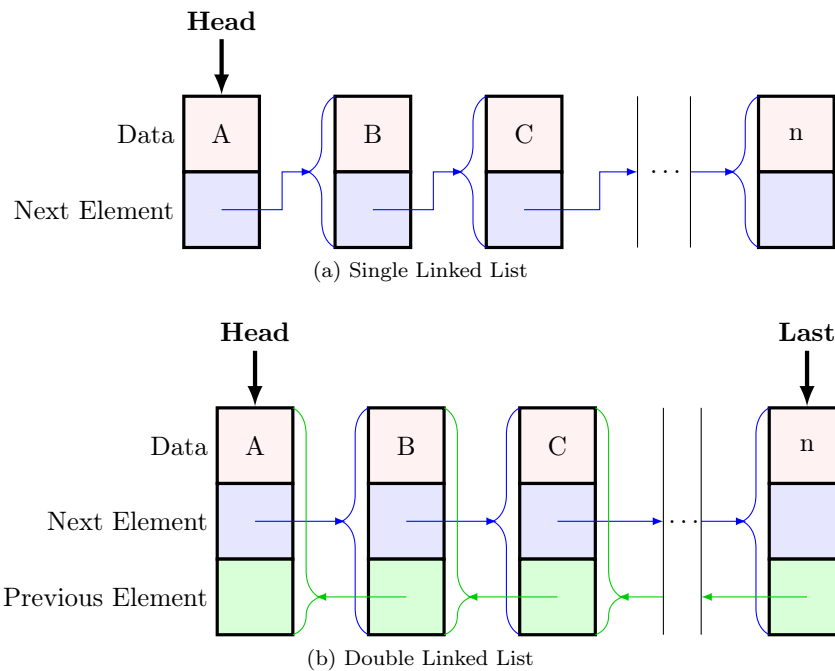 Head
Data A B C n
Next Element ...
(a) Single Linked List
Head Last
Data A B C n
Next Element ...
Previous Element
(b) Double Linked List